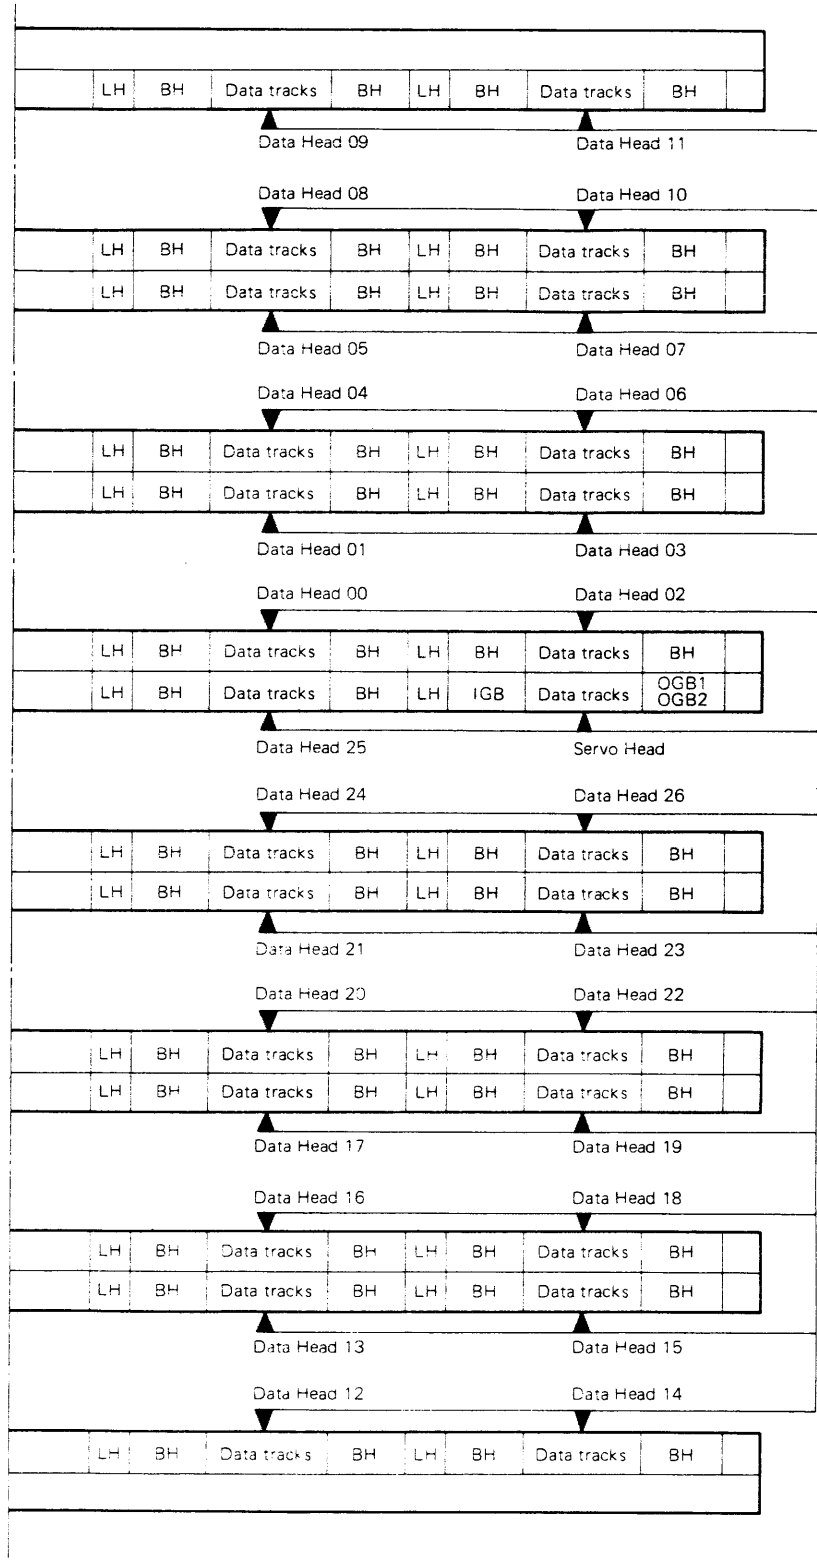 LH BH Data tracks BH LH BH Data tracks BH
Data Head 09 Data Head 11
Data Head 08 Data Head 10
LH BH Data tracks BH LH BH Data tracks BH
LH BH Data tracks BH LH BH Data tracks BH
Data Head 05 Data Head 07
Data Head 04 Data Head 06
LH BH Data tracks BH LH BH Data tracks BH
LH BH Data tracks BH LH BH Data tracks BH
Data Head 01 Data Head 03
Data Head 00 Data Head 02
LH BH Data tracks BH LH BH Data tracks BH
LH BH Data tracks BH LH IGB Data tracks OGB1
OGB2
Data Head 25 Servo Head
Data Head 24 Data Head 26
LH BH Data tracks BH LH BH Data tracks BH
LH BH Data tracks BH LH BH Data tracks BH
Data Head 21 Data Head 23
Data Head 20 Data Head 22
LH BH Data tracks BH LH BH Data tracks BH
LH BH Data tracks BH LH BH Data tracks BH
Data Head 17 Data Head 19
Data Head 16 Data Head 18
LH BH Data tracks BH LH BH Data tracks BH
LH BH Data tracks BH LH BH Data tracks BH
Data Head 13 Data Head 15
Data Head 12 Data Head 14
LH BH Data tracks BH LH BH Data tracks BH